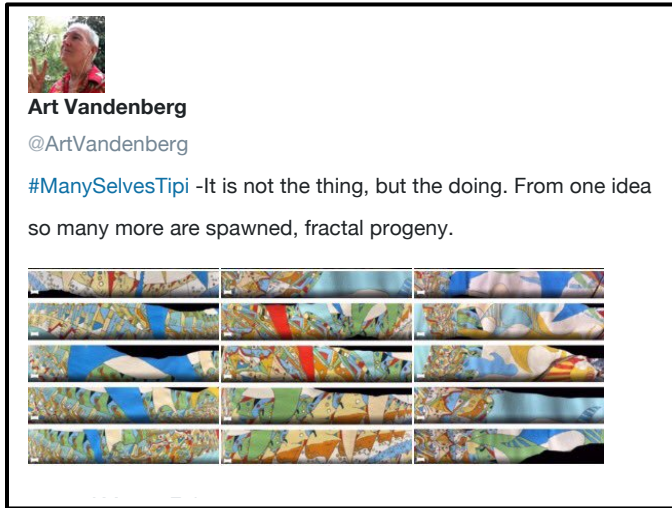 Art Vandenberg
@ArtVandenberg
#ManySelvesTipi -It is not the thing, but the doing. From one idea
so many more are spawned, fractal progeny.